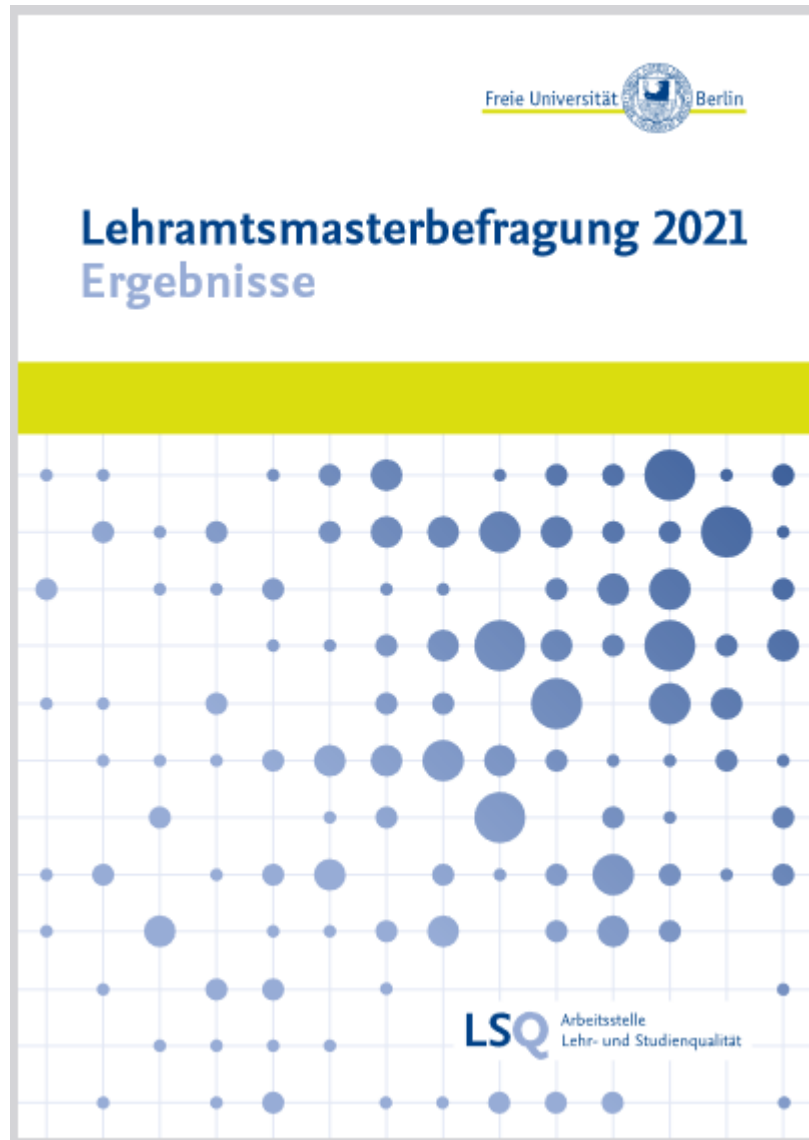 Freie Universität Berlin
Lehramtsmasterbefragung 2021
Ergebnisse
LSQ
Arbeitsstelle
Lehr- und Studienqualität